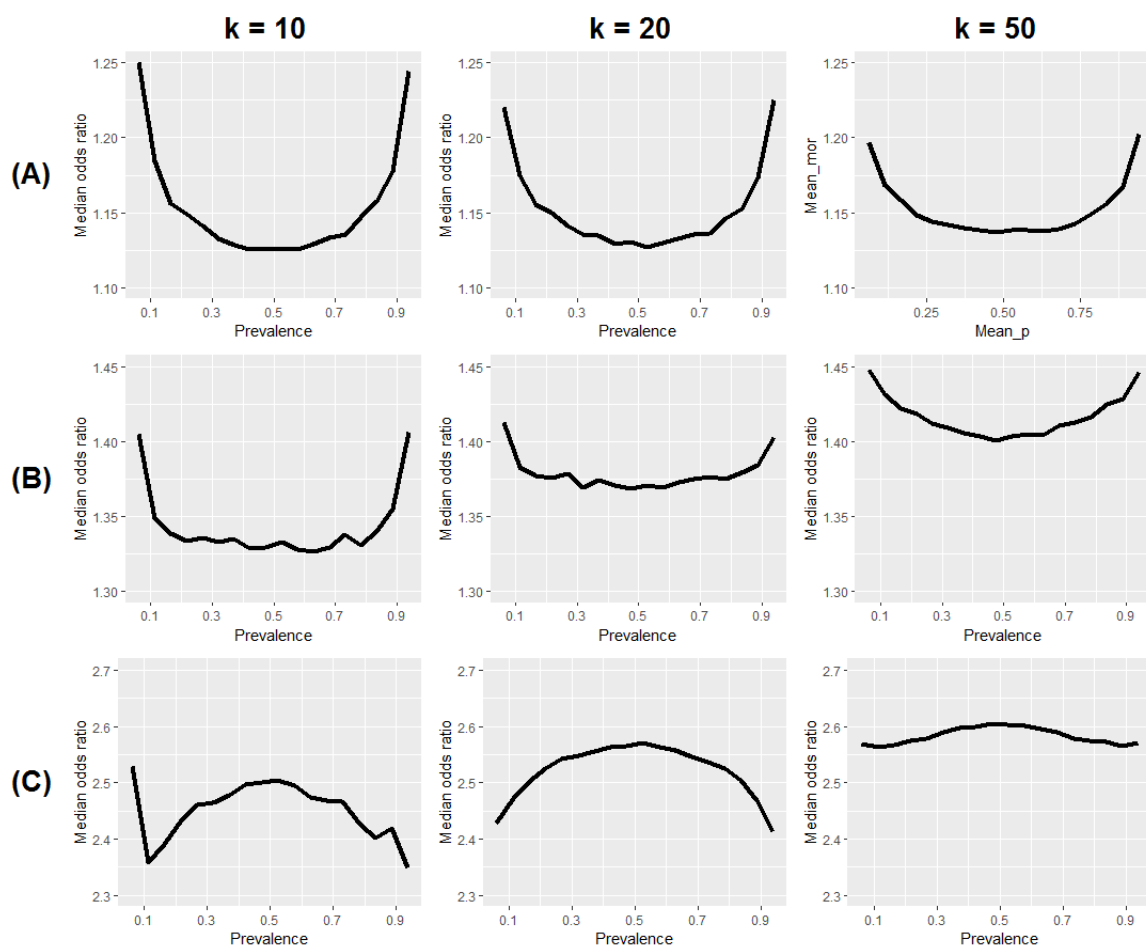 k = 10
k = 20
k = 50
(A)
Median odds ratio
1.25
1.20
1.15
1.10
0.1 0.3 0.5 0.7 0.9
Prevalence
Median odds ratio
1.25
1.20
1.15
1.10
0.1 0.3 0.5 0.7 0.9
Prevalence
Mean_mor
1.25
1.20
1.15
1.10
0.25 0.50 0.75
Mean_p
(B)
Median odds ratio
1.45
1.40
1.35
1.30
0.1 0.3 0.5 0.7 0.9
Prevalence
Median odds ratio
1.45
1.40
1.35
1.30
0.1 0.3 0.5 0.7 0.9
Prevalence
Median odds ratio
1.45
1.40
1.35
1.30
0.1 0.3 0.5 0.7 0.9
Prevalence
(C)
Median odds ratio
2.7
2.6
2.5
2.4
2.3
0.1 0.3 0.5 0.7 0.9
Prevalence
Median odds ratio
2.7
2.6
2.5
2.4
2.3
0.1 0.3 0.5 0.7 0.9
Prevalence
Median odds ratio
2.7
2.6
2.5
2.4
2.3
0.1 0.3 0.5 0.7 0.9
Prevalence